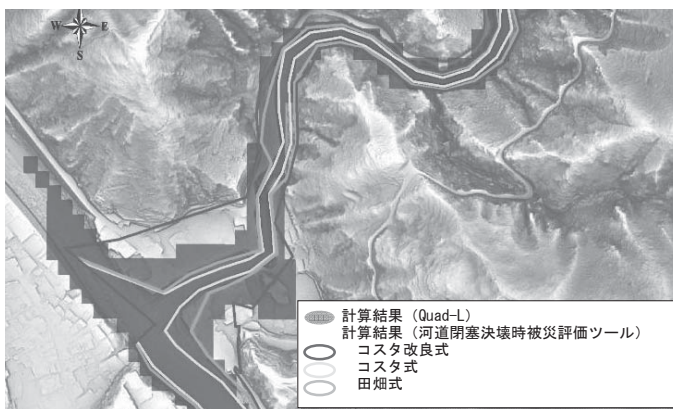 W E
S
計算結果（Quad-L）
計算結果（河道閉塞決壊時被災評価ツール）
コスタ改良式
コスタ式
田畑式